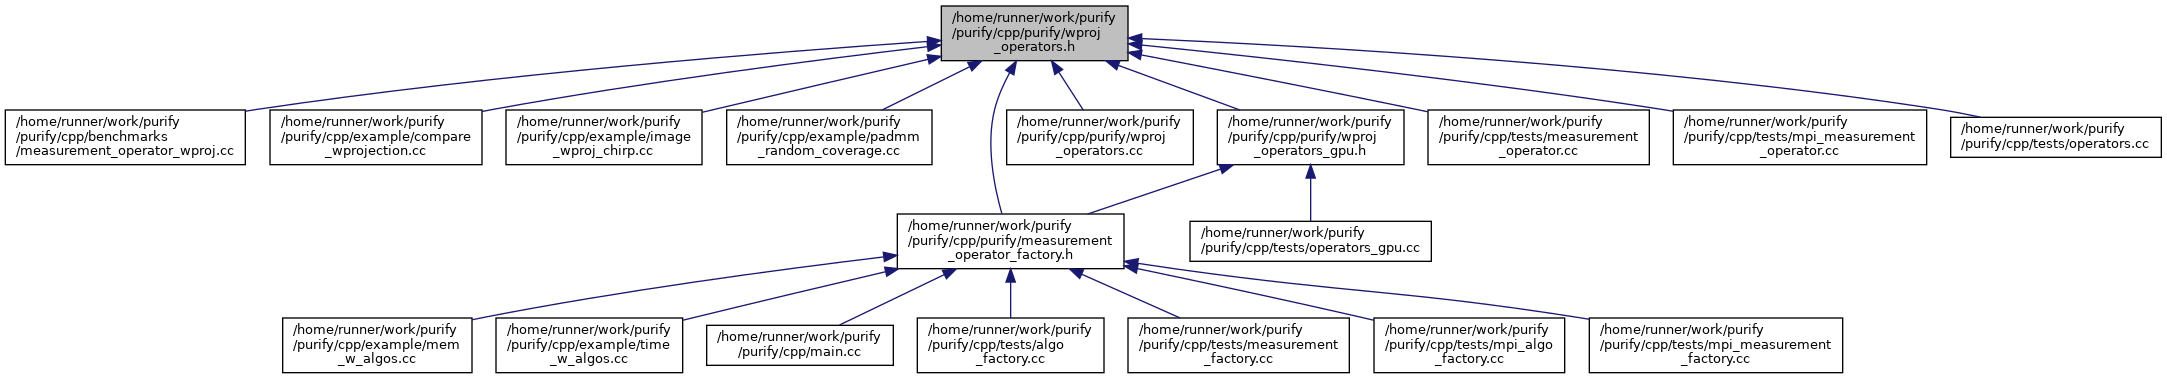 /home/runner/work/purify
/purify/cpp/purify/wproj
_operators.h
/home/runner/work/purify
/purify/cpp/benchmarks
/measurement_operator_wproj.cc
/home/runner/work/purify
/purify/cpp/example/compare
_wprojection.cc
/home/runner/work/purify
/purify/cpp/example/image
_wproj_chirp.cc
/home/runner/work/purify
/purify/cpp/example/padmm
_random_coverage.cc
/home/runner/work/purify
/purify/cpp/purify/wproj
_operators.cc
/home/runner/work/purify
/purify/cpp/purify/wproj
_operators_gpu.h
/home/runner/work/purify
/purify/cpp/tests/measurement
_operator.cc
/home/runner/work/purify
/purify/cpp/tests/mpi_measurement
_operator.cc
/home/runner/work/purify
/purify/cpp/tests/operators.cc
/home/runner/work/purify
/purify/cpp/purify/measurement
_operator_factory.h
/home/runner/work/purify
/purify/cpp/tests/operators_gpu.cc
/home/runner/work/purify
/purify/cpp/example/mem
_w_algos.cc
/home/runner/work/purify
/purify/cpp/example/time
_w_algos.cc
/home/runner/work/purify
/purify/cpp/main.cc
/home/runner/work/purify
/purify/cpp/tests/algo
_factory.cc
/home/runner/work/purify
/purify/cpp/tests/measurement
_factory.cc
/home/runner/work/purify
/purify/cpp/tests/mpi_algo
_factory.cc
/home/runner/work/purify
/purify/cpp/tests/mpi_measurement
_factory.cc